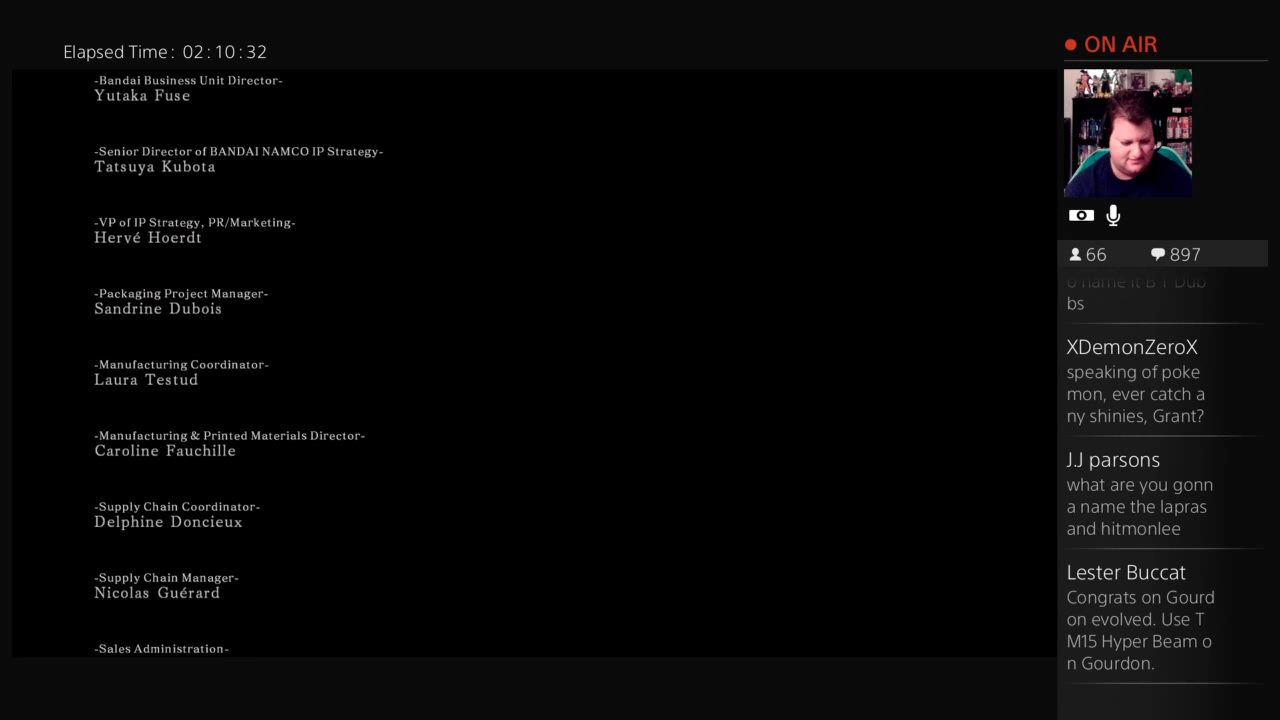 Elapsed Time: 02:10:32
-Bandai Business Unit Director-
Yutaka Fuse
-Senior Director of BANDAI NAMCO IP Strategy-
Tatsuya Kubota
-VP of IP Strategy, PR/Marketing-
Hervé Hoerdt
-Packaging Project Manager-
Sandrine Dubois
-Manufacturing Coordinator-
Laura Testud
-Manufacturing & Printed Materials Director-
Caroline Fauchille
-Supply Chain Coordinator-
Delphine Doncieux
-Supply Chain Manager-
Nicolas Guérard
-Sales Administration-
ON AIR
66 897
o name it B T Dub
bs
XDemonZeroX
speaking of poke
mon, ever catch a
ny shinies, Grant?
J.J parsons
what are you gonn
a name the lapras
and hitmonlee
Lester Buccat
Congrats on Gourd
on evolved. Use T
M15 Hyper Beam o
n Gourdon.